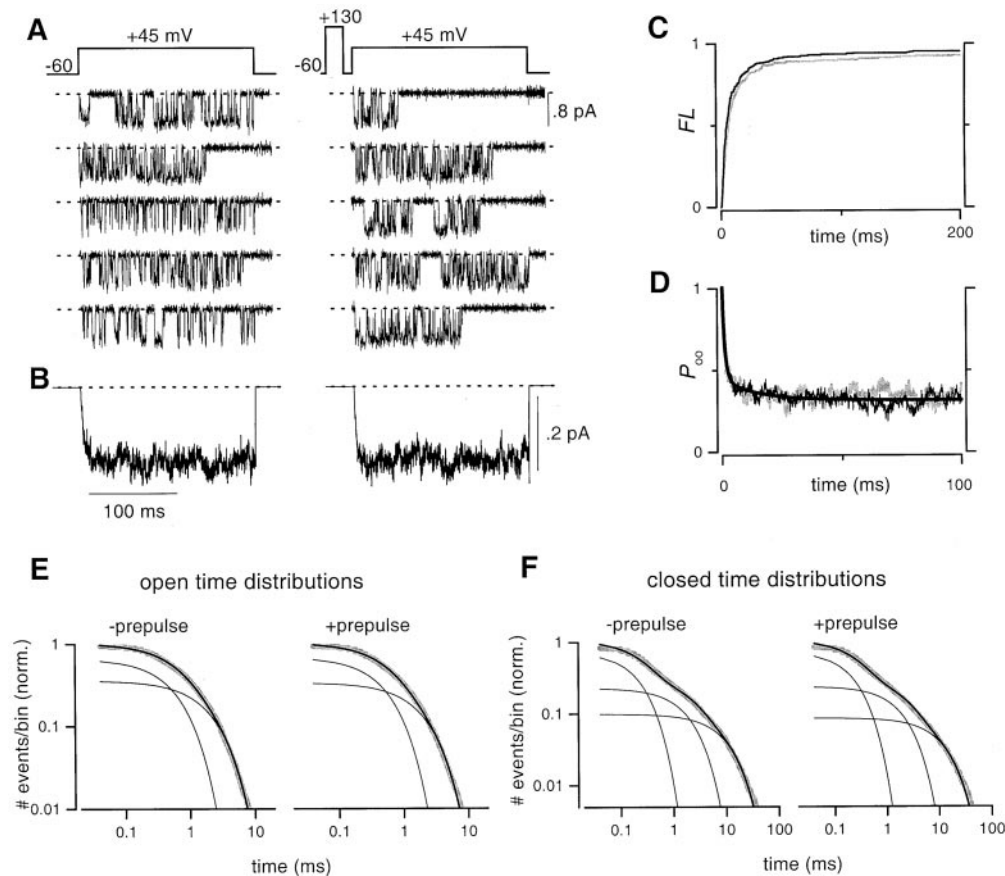 A
+45 mV
-60
+130
+45 mV
-60
.8 pA
B
.2 pA
100 ms
C
1
FL
0
0
200
time (ms)
D
1
P∞
0
0
100
time (ms)
E
open time distributions
-prepulse
+prepulse
# events/bin (norm.)
1
0.1
0.01
0.1
1
10
0.1
1
10
time (ms)
F
closed time distributions
-prepulse
+prepulse
# events/bin (norm.)
1
0.1
0.01
0.1
1
10
100
0.1
1
10
100
time (ms)